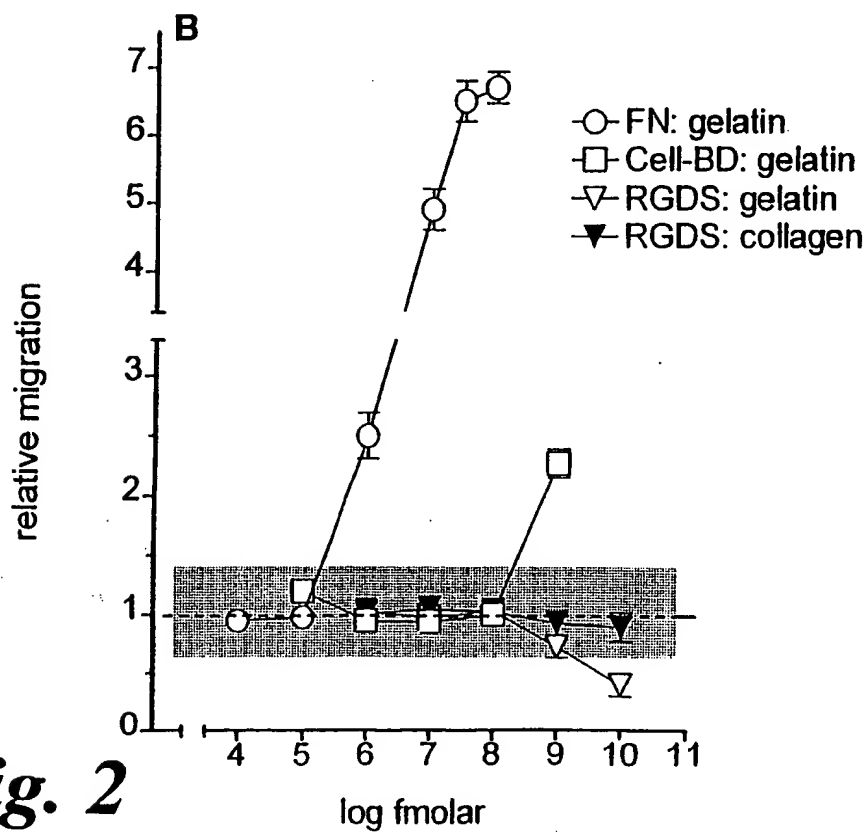 B
7
6
5
4
3
2
1
0
relative migration
FN: gelatin
Cell-BD: gelatin
RGDS: gelatin
RGDS: collagen
4 5 6 7 8 9 10 11
log fmolar
ig. 2